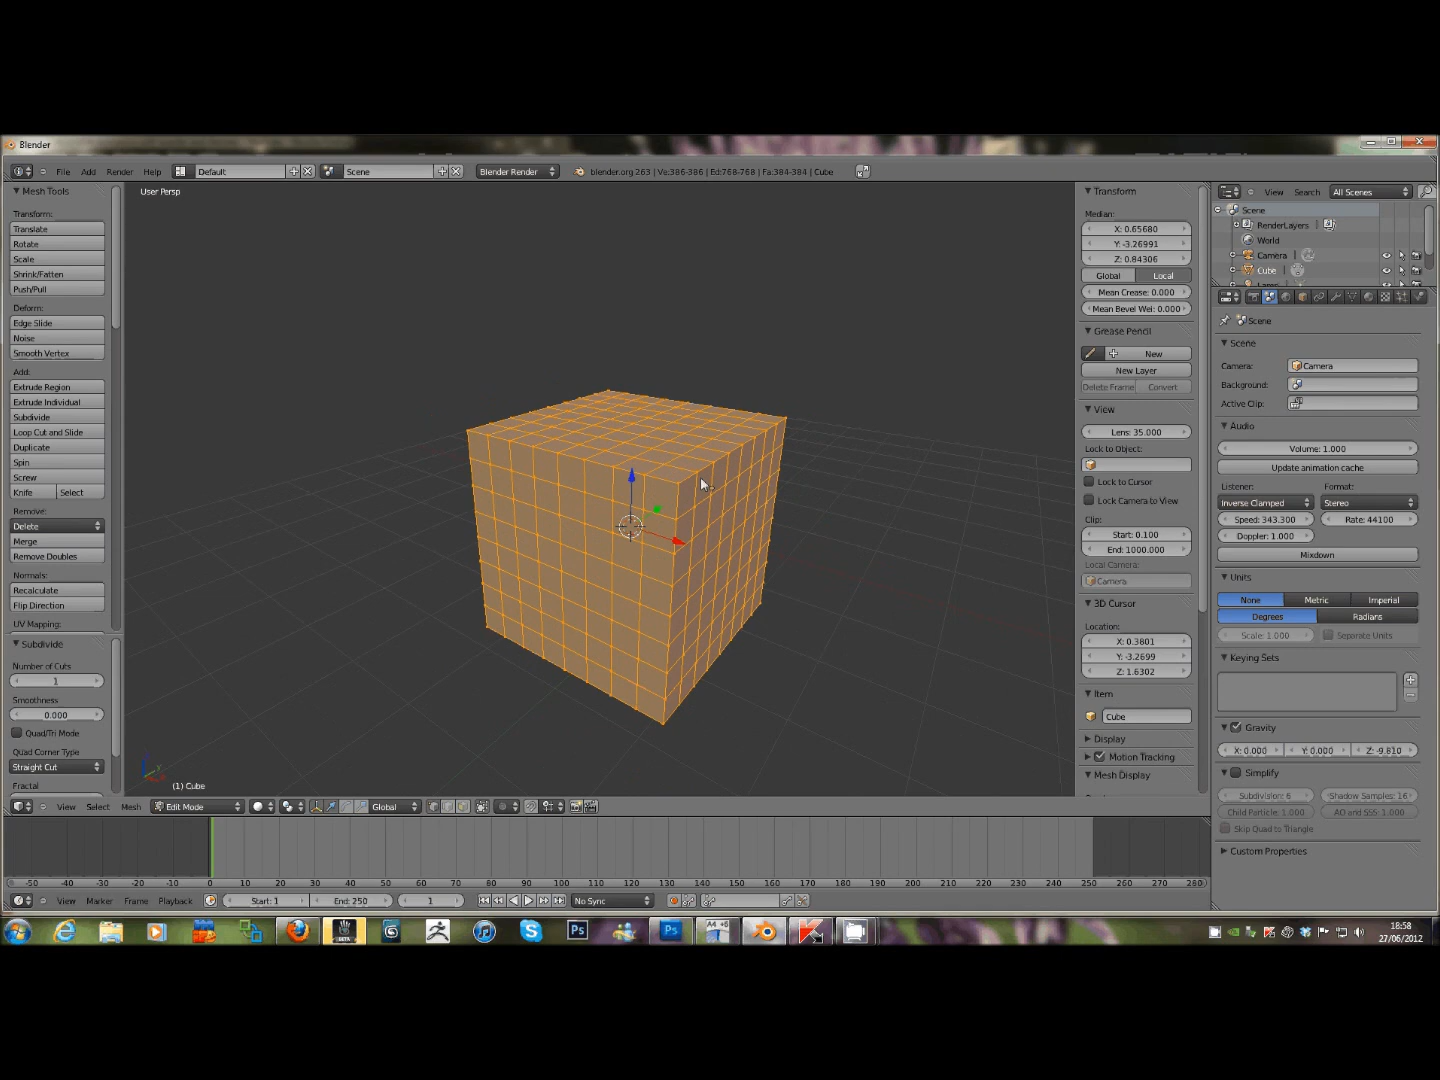 Blender
File Add Render Help Default Scene Blender Render blender.org 263 | Ve:386-386 | Ed:768-768 | Fa:384-384 | Cube
Mesh Tools
Transform:
Translate
Rotate
Scale
Shrink/Fatten
Push/Pull
Deform:
Edge Slide
Noise
Smooth Vertex
Add:
Extrude Region
Extrude Individual
Subdivide
Loop Cut and Slide
Duplicate
Spin
Screw
Knife Select
Remove:
Delete
Merge
Remove Doubles
Normals:
Recalculate
Flip Direction
UV Mapping:
Subdivide
Number of Cuts
1
Smoothness
0.000
Quad/Tri Mode
Quad Corner Type
Straight Cut
Fractal
User Persp
(1) Cube
Transform
Median:
X: 0.65680
Y: -3.26991
Z: 0.84306
Global Local
Mean Crease: 0.000
Mean Bevel Wei: 0.000
Grease Pencil
New
New Layer
Delete Frame Convert
View
Lens: 35.000
Lock to Object:
Lock to Cursor
Lock Camera to View
Clip:
Start: 0.100
End: 1000.000
Local Camera:
Camera
3D Cursor
Location:
X: 0.3801
Y: -3.2699
Z: 1.6302
Item
Cube
Display
Motion Tracking
Mesh Display
View Search All Scenes
Scene
RenderLayers
World
Camera
Cube
Scene
Scene
Camera: Camera
Background:
Active Clip:
Audio
Volume: 1.000
Update animation cache
Listener: Format:
Inverse Clamped Stereo
Speed: 343.300 Rate: 44100
Doppler: 1.000
Mixdown
Units
None Metric Imperial
Degrees Radians
Scale: 1.000 Separate Units
Keying Sets
Gravity
X: 0.000 Y: 0.000 Z: -9.810
Simplify
Subdivision: 6 Shadow Samples: 16
Child Particle: 1.000 AO and SSS: 1.000
Skip Quad to Triangle
Custom Properties
View Select Mesh Edit Mode Global
-50 -40 -30 -20 -10 0 10 20 30 40 50 60 70 80 90 100 110 120 130 140 150 160 170 180 190 200 210 220 230 240 250 260 270 280
View Marker Frame Playback Start: 1 End: 250 1 No Sync
BETA S Ps Ps A4 +6
18:58
27/06/2012